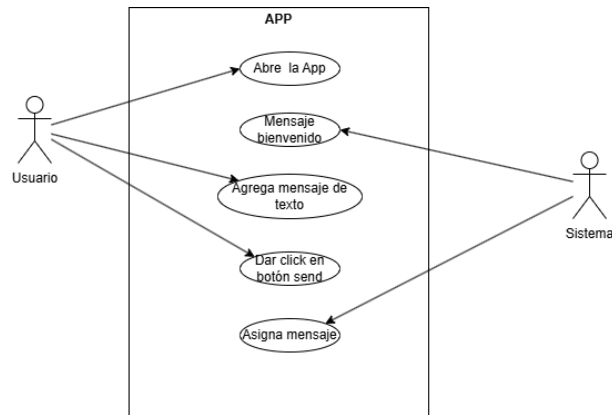 APP
Abre la App
Mensaje
bienvenido
Usuario
Agrega mensaje de
texto
Sistema
Dar click en
botón send
Asigna mensaje